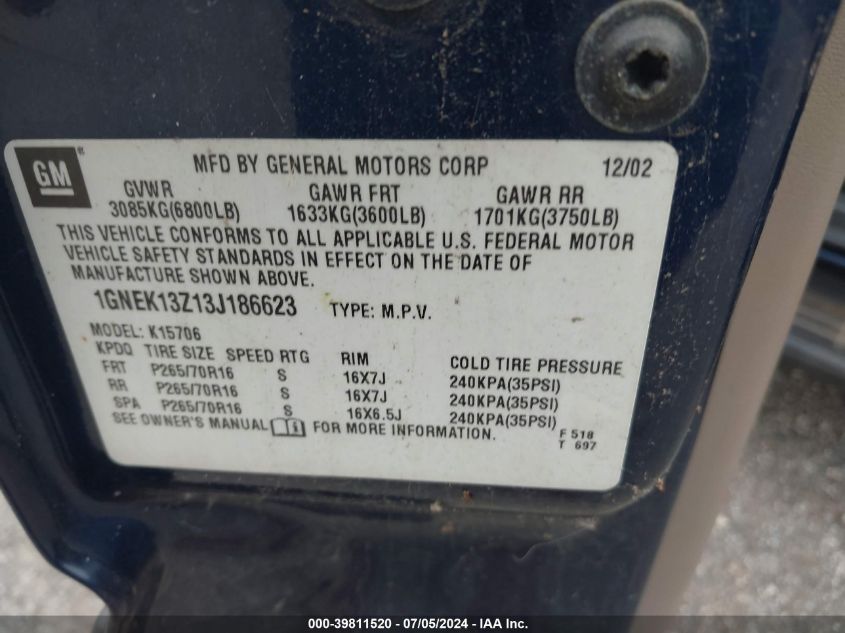 GM
MFD BY GENERAL MOTORS CORP 12/02
GVWR GAWR FRT GAWR RR
3085KG(6800LB) 1633KG(3600LB) 1701KG(3750LB)
THIS VEHICLE CONFORMS TO ALL APPLICABLE U.S. FEDERAL MOTOR
VEHICLE SAFETY STANDARDS IN EFFECT ON THE DATE OF
MANUFACTURE SHOWN ABOVE.
1GNEK13Z13J186623 TYPE: M.P.V.
MODEL: K15706
KPDQ TIRE SIZE SPEED RTG RIM COLD TIRE PRESSURE
FRT P265/70R16 S 16X7J 240KPA(35PSI)
RR P265/70R16 S 16X7J 240KPA(35PSI)
SPA P265/70R16 S 16X6.5J 240KPA(35PSI)
SEE OWNER'S MANUAL FOR MORE INFORMATION.
F 518
T 697
000-39811520 - 07/05/2024 - IAA Inc.